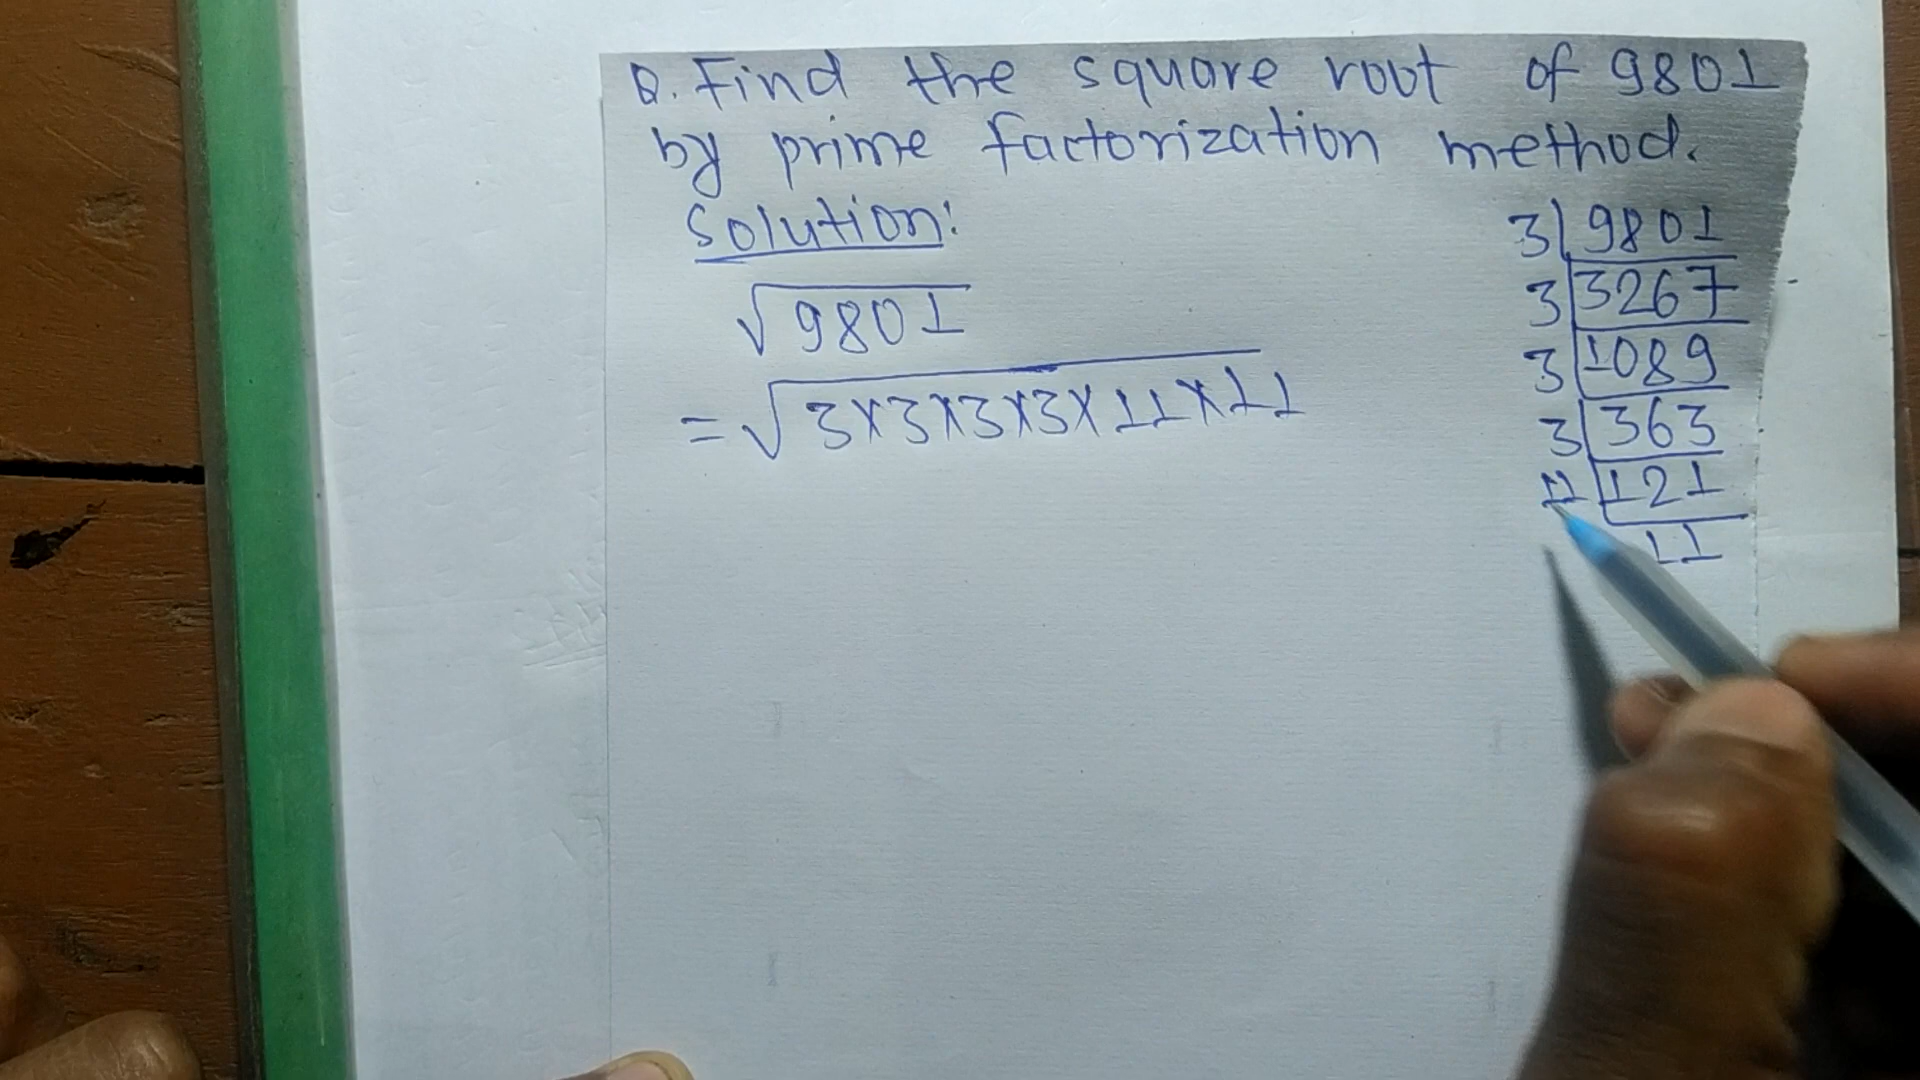 Q. Find the square root of 9801
by prime factorization method.
Solution:
√9801
= √3×3×3×3×11×11
3 | 9801
3 | 3267
3 | 1089
3 | 363
11 | 121
11